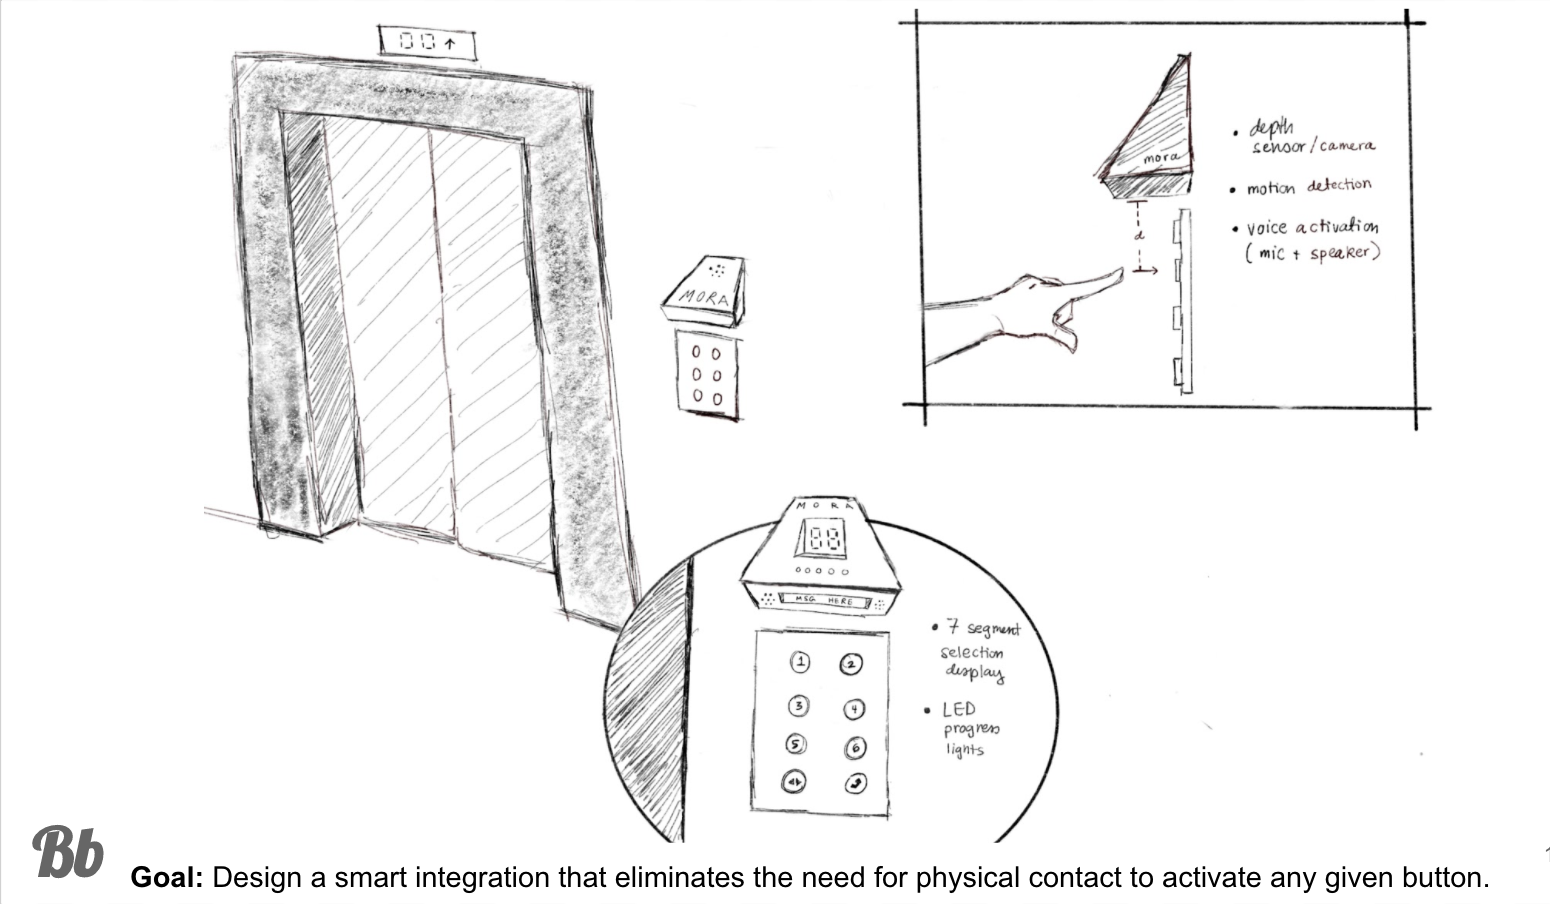 00 ↑
MORA
○ ○
mora
d
• depth
sensor/camera
• motion detection
• voice activation
(mic + speaker)
MORA
88
MSG HERE
1 2
3 4
5 6
• 7 segment
selection
display
• LED
progress
lights
Bb
Goal: Design a smart integration that eliminates the need for physical contact to activate any given button.